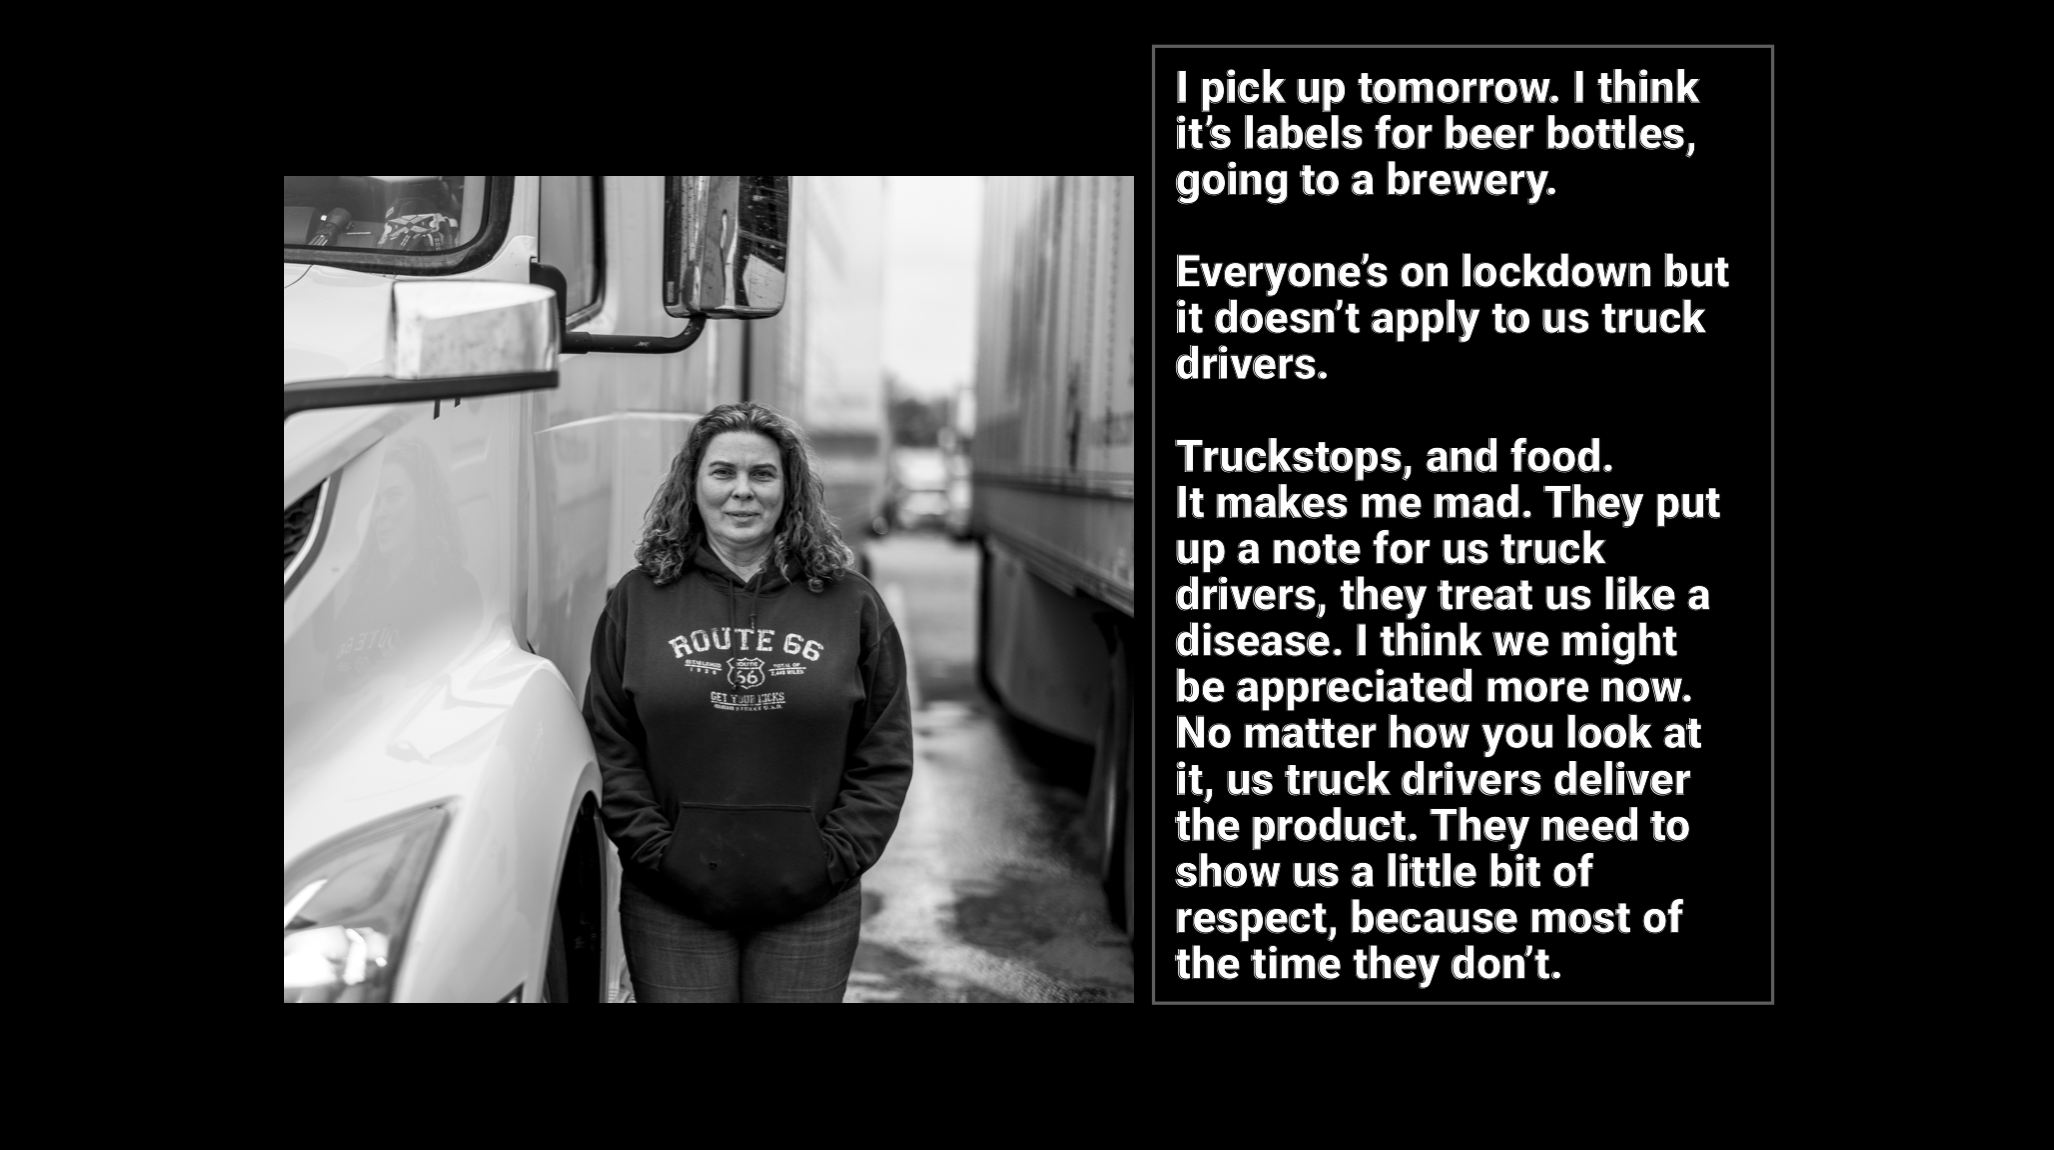 I pick up tomorrow. I think
it’s labels for beer bottles,
going to a brewery.
Everyone’s on lockdown but
it doesn’t apply to us truck
drivers.
Truckstops, and food.
It makes me mad. They put
up a note for us truck
drivers, they treat us like a
disease. I think we might
be appreciated more now.
No matter how you look at
it, us truck drivers deliver
the product. They need to
show us a little bit of
respect, because most of
the time they don’t.
ROUTE 66
ROUTE
66
GET YOUR KICKS